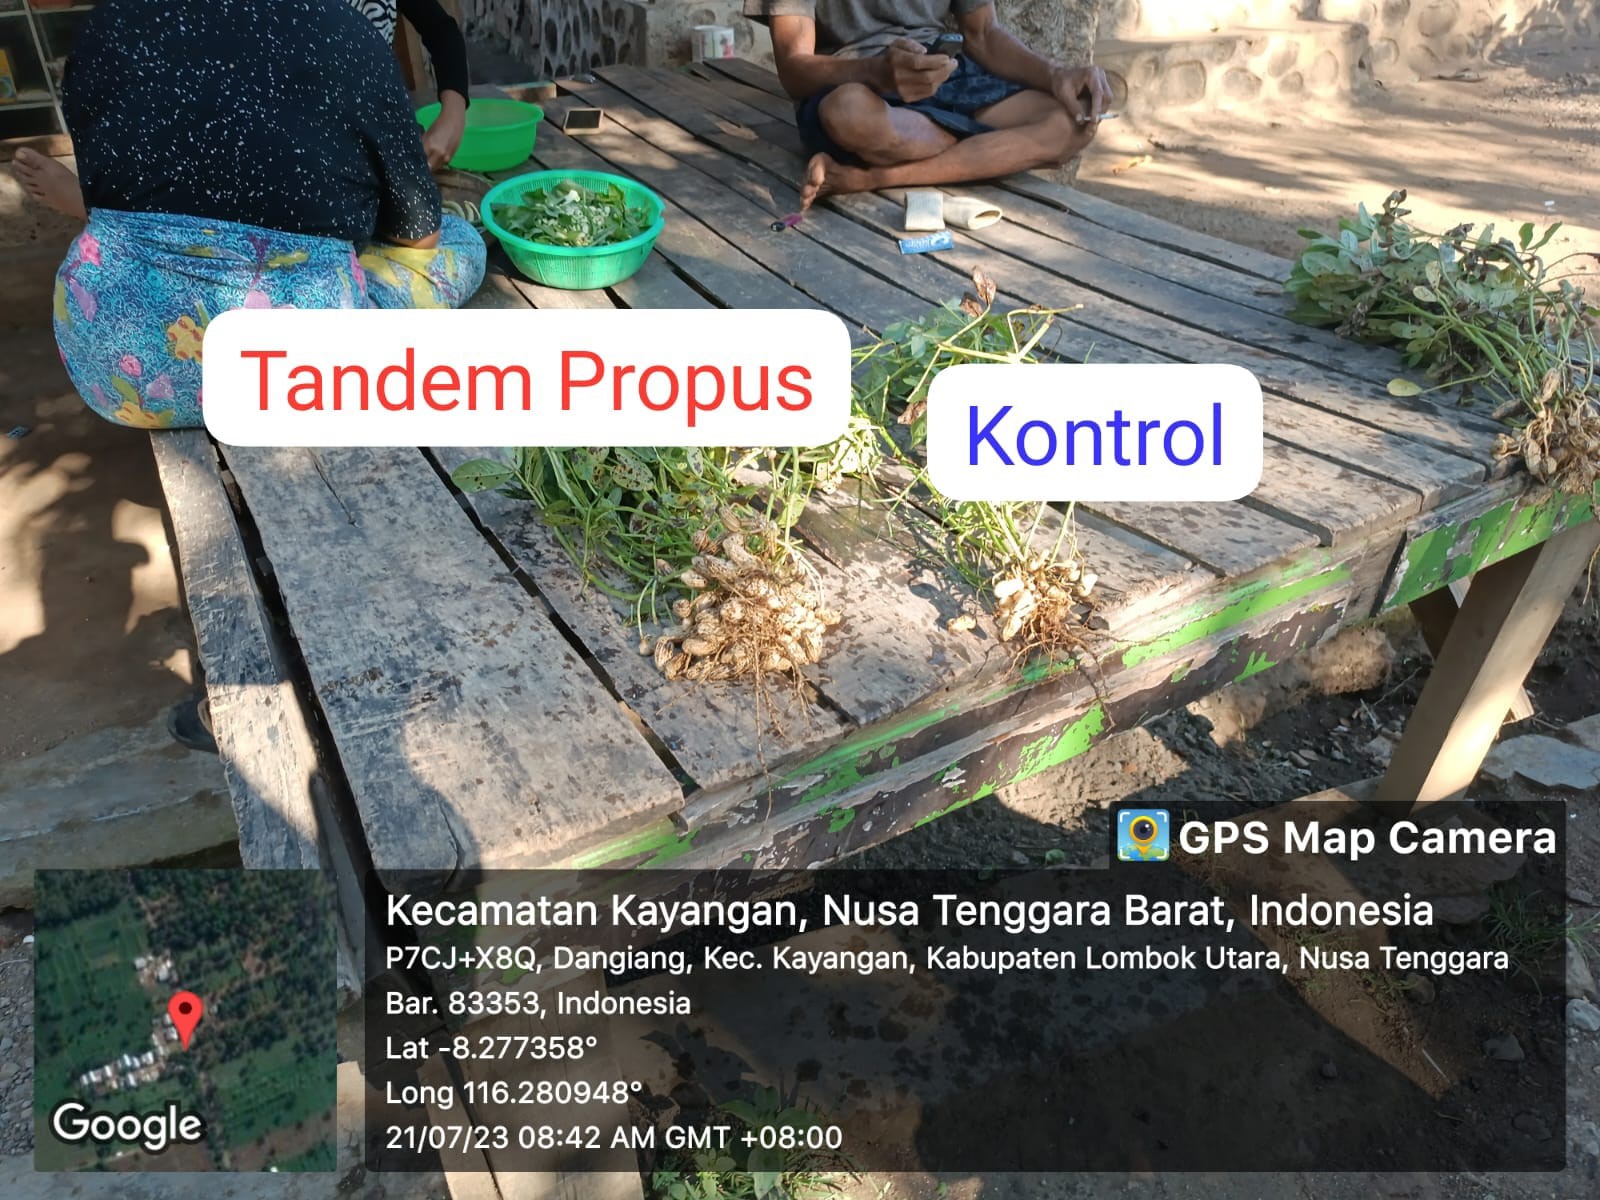 Tandem Propus
Kontrol
GPS Map Camera
Kecamatan Kayangan, Nusa Tenggara Barat, Indonesia
P7CJ+X8Q, Dangiang, Kec. Kayangan, Kabupaten Lombok Utara, Nusa Tenggara
Bar. 83353, Indonesia
Lat -8.277358°
Long 116.280948°
21/07/23 08:42 AM GMT +08:00
Google